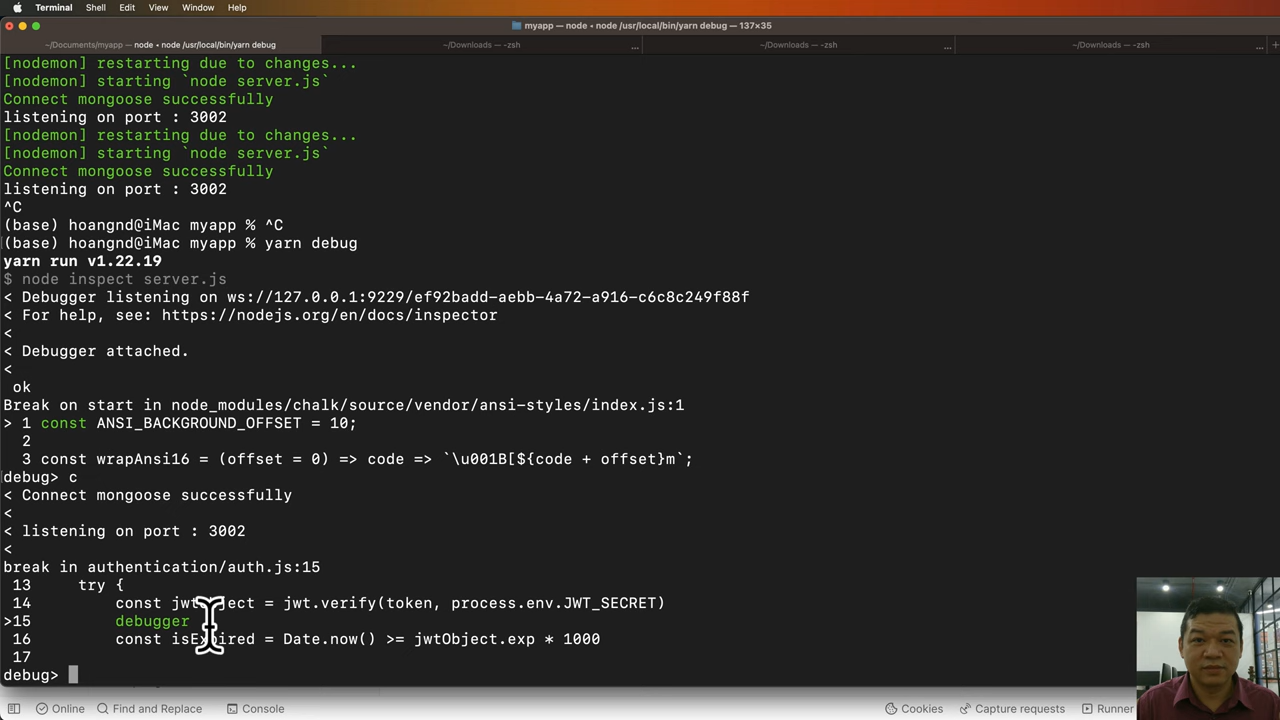 Terminal Shell Edit View Window Help
myapp — node • node /usr/local/bin/yarn debug — 137×35
~/Documents/myapp — node • node /usr/local/bin/yarn debug ~/Downloads — -zsh ... ~/Downloads — -zsh ... ~/Downloads — -zsh ... +
[nodemon] restarting due to changes...
[nodemon] starting `node server.js`
Connect mongoose successfully
listening on port : 3002
[nodemon] restarting due to changes...
[nodemon] starting `node server.js`
Connect mongoose successfully
listening on port : 3002
^C
(base) hoangnd@iMac myapp % ^C
(base) hoangnd@iMac myapp % yarn debug
yarn run v1.22.19
$ node inspect server.js
< Debugger listening on ws://127.0.0.1:9229/ef92badd-aebb-4a72-a916-c6c8c249f88f
< For help, see: https://nodejs.org/en/docs/inspector
<
< Debugger attached.
<
ok
Break on start in node_modules/chalk/source/vendor/ansi-styles/index.js:1
> 1 const ANSI_BACKGROUND_OFFSET = 10;
2
3 const wrapAnsi16 = (offset = 0) => code => `\u001B[${code + offset}m`;
debug> c
< Connect mongoose successfully
<
< listening on port : 3002
<
break in authentication/auth.js:15
13 try {
14 const = jwt.verify(token, process.env.JWT_SECRET)
>15 debugger
16 const isExpired = Date.now() >= jwtObject.exp * 1000
17
debug>
Online Find and Replace Console Cookies Capture requests Runner